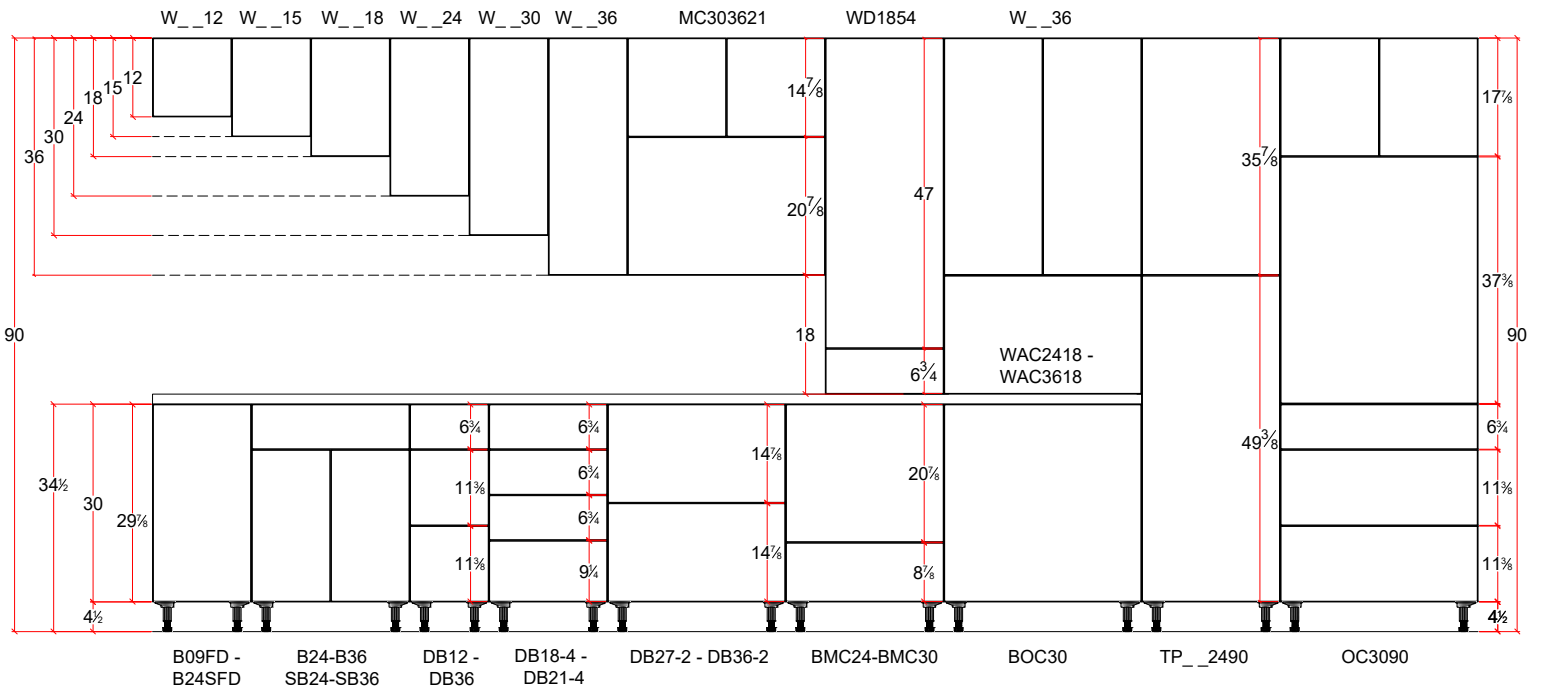 W_ _12 W_ _15 W_ _18 W_ _24 W_ _30 W_ _36 MC303621 WD1854 W_ _36
12
15
18
24
30
36
90
14⅞
20⅞
18
47
6¾
35⅞
49⅜
17⅛
37⅜
90
6¾
11⅜
11⅜
4½
WAC2418 -
WAC3618
34½
30
29⅞
4½
6¾
11⅜
11⅜
6¾
6¾
6¾
9¼
14⅞
14⅞
20⅞
8⅞
B09FD -
B24SFD
B24-B36
SB24-SB36
DB12 -
DB36
DB18-4 -
DB21-4
DB27-2 - DB36-2
BMC24-BMC30
BOC30
TP_ _2490
OC3090